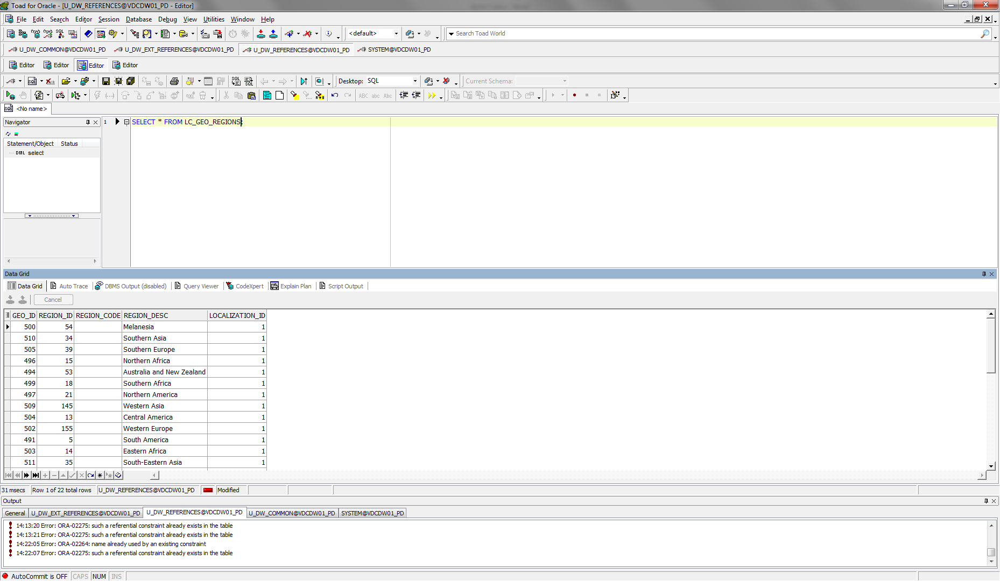 Toad for Oracle - [U_DW_REFERENCES@VDCDW01_PD - Editor]
File Edit Search Editor Session Database Debug View Utilities Window Help
<default> Search Toad World
U_DW_COMMON@VDCDW01_PD U_DW_EXT_REFERENCES@VDCDW01_PD U_DW_REFERENCES@VDCDW01_PD SYSTEM@VDCDW01_PD
Editor Editor Editor Editor
SQL SQL SQL Desktop: SQL Current Schema:
ABC abc Abc
SQL <No name>
Navigator
1 SELECT * FROM LC_GEO_REGIONS;
Statement/Object Status
DML select
Data Grid
Data Grid Auto Trace DBMS Output (disabled) Query Viewer CodeXpert Explain Plan Script Output
Cancel
GEO_ID REGION_ID REGION_CODE REGION_DESC LOCALIZATION_ID
500 54 Melanesia 1
510 34 Southern Asia 1
505 39 Southern Europe 1
496 15 Northern Africa 1
494 53 Australia and New Zealand 1
499 18 Southern Africa 1
497 21 Northern America 1
509 145 Western Asia 1
504 13 Central America 1
502 155 Western Europe 1
491 5 South America 1
503 14 Eastern Africa 1
511 35 South-Eastern Asia 1
31 msecs Row 1 of 22 total rows U_DW_REFERENCES@VDCDW01_PD Modified
Output
General U_DW_EXT_REFERENCES@VDCDW01_PD U_DW_REFERENCES@VDCDW01_PD U_DW_COMMON@VDCDW01_PD SYSTEM@VDCDW01_PD
14:13:20 Error: ORA-02275: such a referential constraint already exists in the table
14:13:21 Error: ORA-02275: such a referential constraint already exists in the table
14:22:05 Error: ORA-02264: name already used by an existing constraint
14:22:07 Error: ORA-02275: such a referential constraint already exists in the table
AutoCommit is OFF CAPS NUM INS